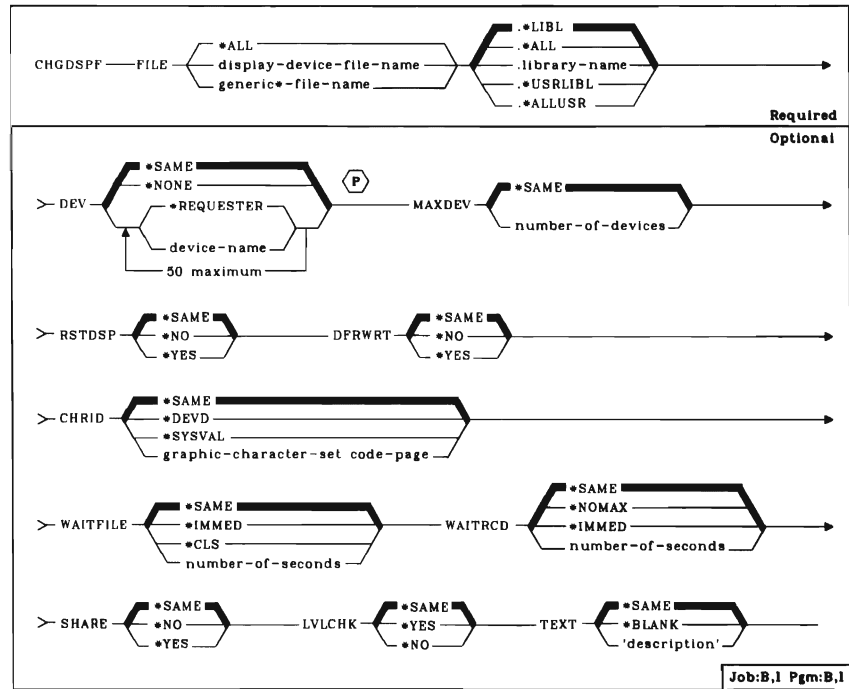 .*LIBL
*ALL .*ALL
CHGDSPF FILE display-device-file-name .library-name
generic*-file-name .*USRLIBL
.*ALLUSR
Required
Optional
*SAME
*NONE P *SAME
DEV *REQUESTER MAXDEV
device-name number-of-devices
50 maximum
*SAME *SAME
RSTDSP *NO DFRWRT *NO
*YES *YES
*SAME
CHRID *DEVD
*SYSVAL
graphic-character-set code-page
*SAME *SAME
*IMMED *NOMAX
WAITFILE *CLS WAITRCD *IMMED
number-of-seconds number-of-seconds
*SAME *SAME *SAME
SHARE *NO LVLCHK *YES TEXT *BLANK
*YES *NO 'description'
Job:B,I Pgm:B,I